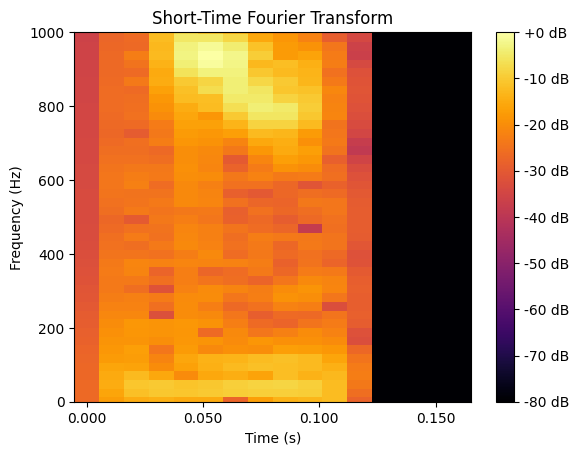 Short-Time Fourier Transform
1000
800
600
400
200
0
Frequency (Hz)
0.000
0.050
0.100
0.150
Time (s)
+0 dB
-10 dB
-20 dB
-30 dB
-40 dB
-50 dB
-60 dB
-70 dB
-80 dB